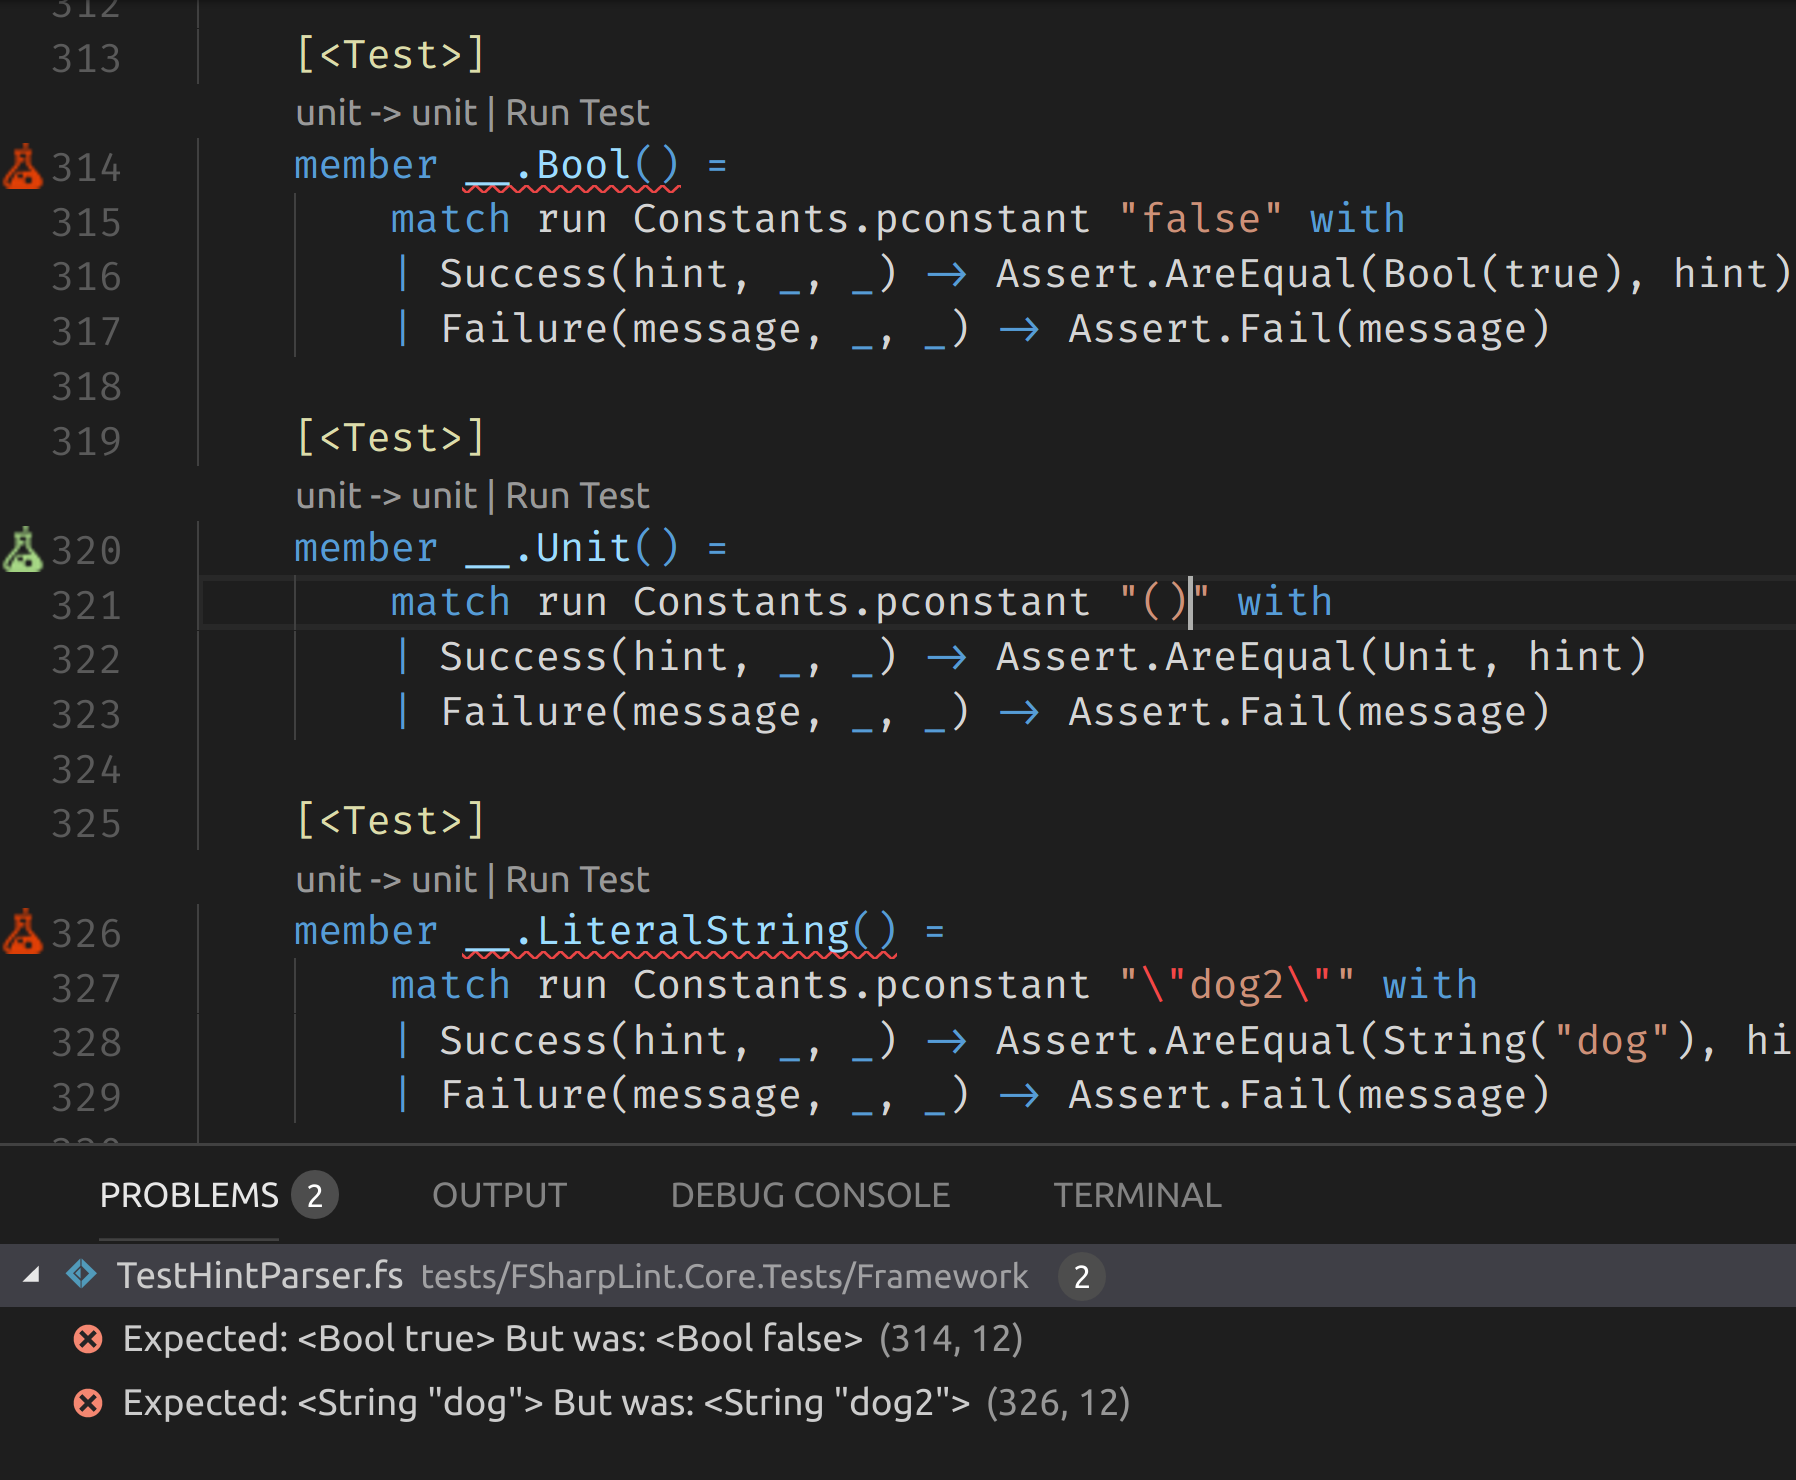 312
313 [<Test>]
unit -> unit | Run Test
314 member __.Bool() =
315 match run Constants.pconstant "false" with
316 | Success(hint, _, _) -> Assert.AreEqual(Bool(true), hint)
317 | Failure(message, _, _) -> Assert.Fail(message)
318
319 [<Test>]
unit -> unit | Run Test
320 member __.Unit() =
321 match run Constants.pconstant "()" with
322 | Success(hint, _, _) -> Assert.AreEqual(Unit, hint)
323 | Failure(message, _, _) -> Assert.Fail(message)
324
325 [<Test>]
unit -> unit | Run Test
326 member __.LiteralString() =
327 match run Constants.pconstant "\"dog2\"" with
328 | Success(hint, _, _) -> Assert.AreEqual(String("dog"), hi
329 | Failure(message, _, _) -> Assert.Fail(message)
PROBLEMS 2 OUTPUT DEBUG CONSOLE TERMINAL
TestHintParser.fs tests/FSharpLint.Core.Tests/Framework 2
Expected: <Bool true> But was: <Bool false> (314, 12)
Expected: <String "dog"> But was: <String "dog2"> (326, 12)